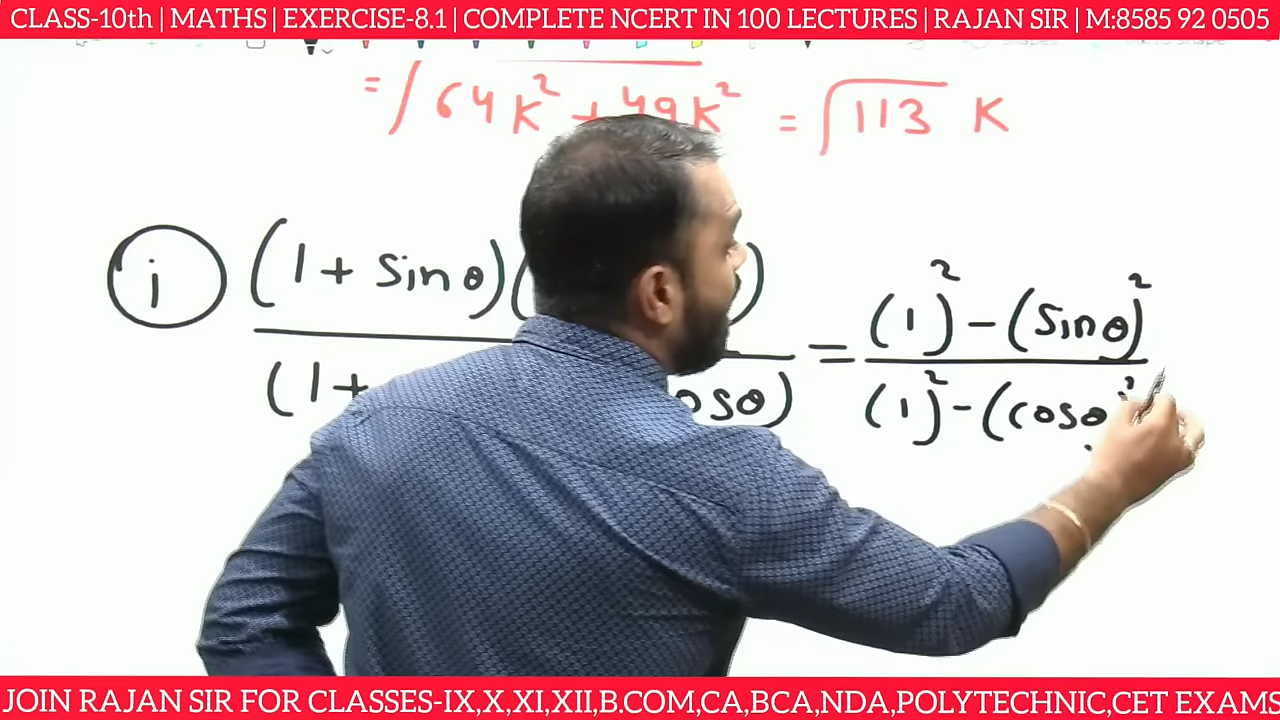 CLASS-10th | MATHS | EXERCISE-8.1 | COMPLETE NCERT IN 100 LECTURES | RAJAN SIR | M:8585 92 0505
= √64K² + 49K² = √113 K
i (1 + sinθ)( ) = (1)² - (sinθ)²
(1+ osθ) (1)² - (cosθ ²
JOIN RAJAN SIR FOR CLASSES-IX,X,XI,XII,B.COM,CA,BCA,NDA,POLYTECHNIC,CET EXAMS